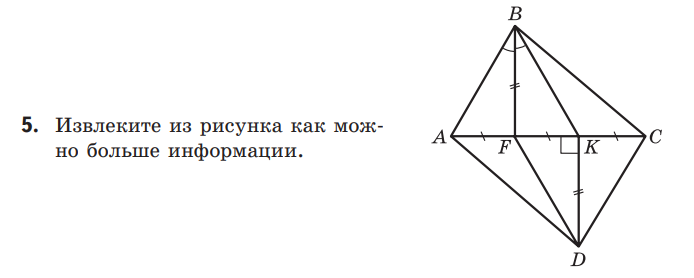 B
5. Извлеките из рисунка как мож-
но больше информации.
A
F
K
C
D